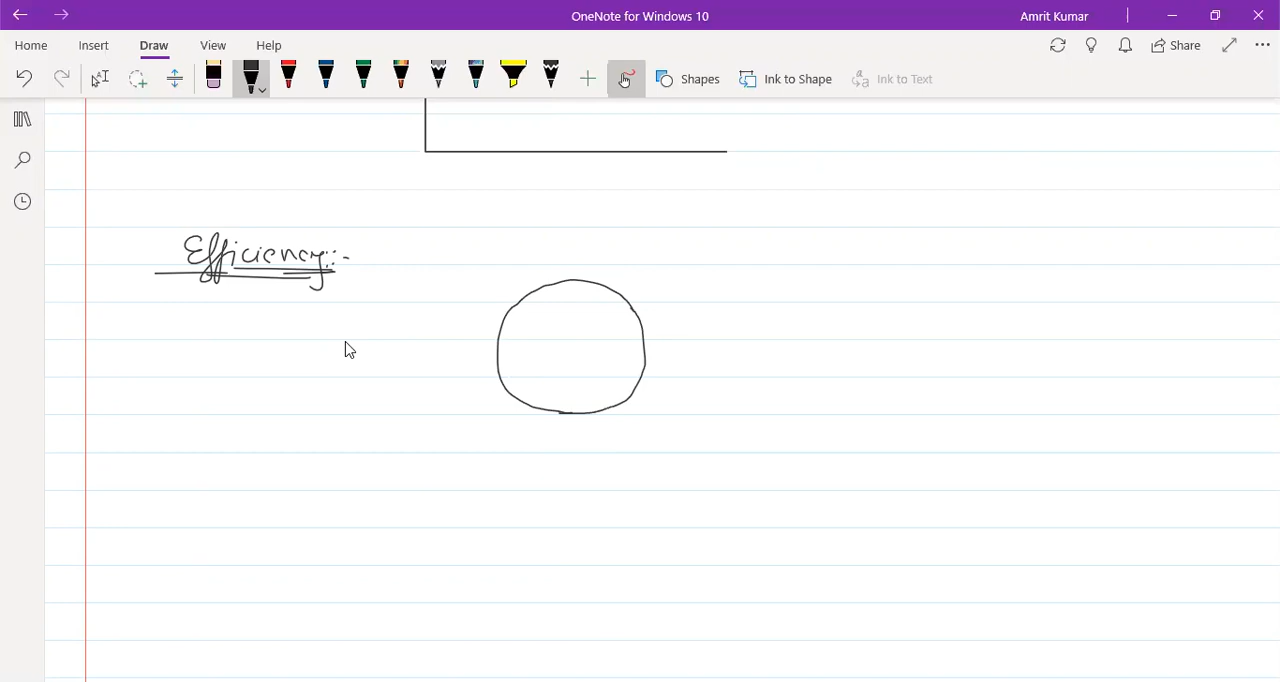 OneNote for Windows 10
Amrit Kumar
Home Insert Draw View Help
Share
Shapes
Ink to Shape
Ink to Text
Efficiency::-